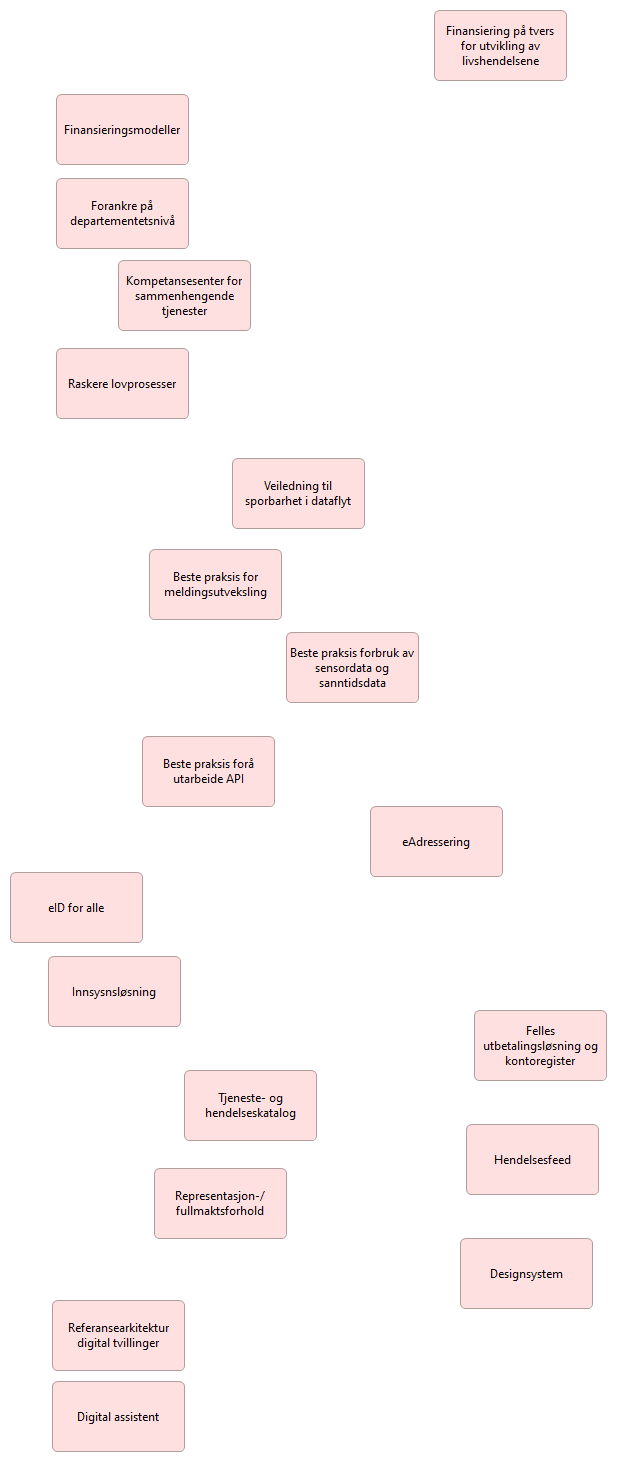 Finansiering på tvers
for utvikling av
livshendelsene
Finansieringsmodeller
Forankre på
departementetsnivå
Kompetansesenter for
sammenhengende
tjenester
Raskere lovprosesser
Veiledning til
sporbarhet i dataflyt
Beste praksis for
meldingsutveksling
Beste praksis forbruk av
sensordata og
sanntidsdata
Beste praksis forå
utarbeide API
eAdressering
eID for alle
Innsysnsløsning
Felles
utbetalingsløsning og
kontoregister
Tjeneste- og
hendelseskatalog
Hendelsesfeed
Representasjon-/
fullmaktsforhold
Designsystem
Referansearkitektur
digital tvillinger
Digital assistent